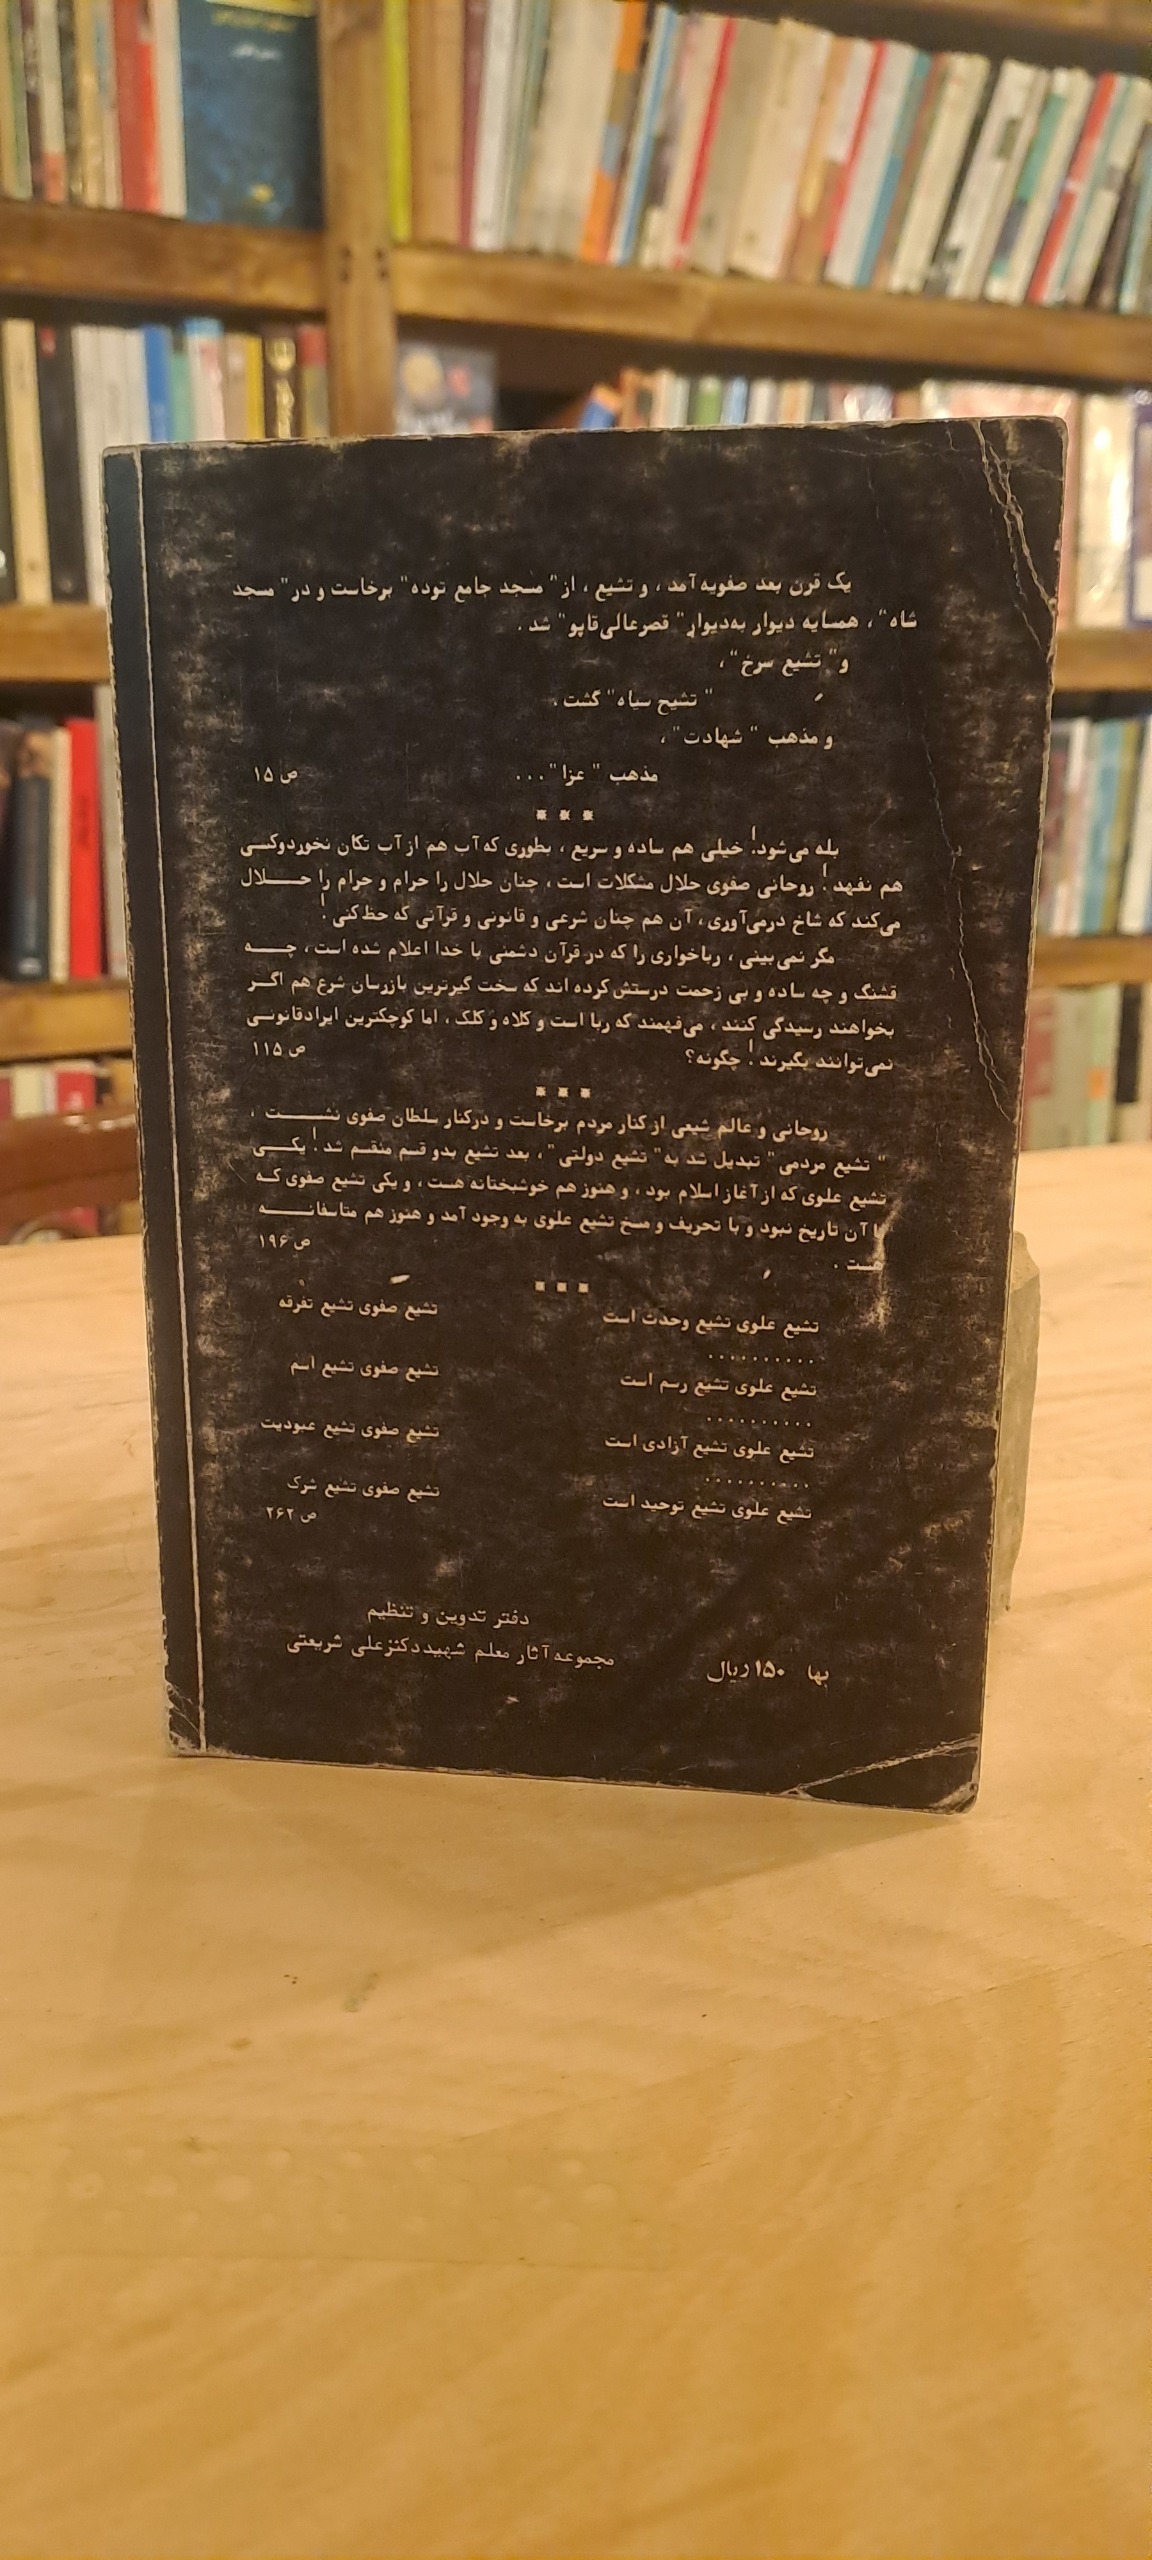 یک قرن بعد صفویه آمد ، و تشیع ، از " مسجد جامع توده " برخاست و در " مسجد
شاه " ، همسایه دیوار به‌دیوار " قصرعالی‌قاپو " شد .
و " تشیع سرخ " ،
" تشیح سیاه " گشت .
و مذهب " شهادت " ،
مذهب " عزا " . . .
ص ۱۵
* * *
بله می‌شود! خیلی هم ساده و سریع ، بطوری که آب هم از آب تکان نخوردوکسی
هم نفهد! روحانی صفوی حلال مشکلات است ، چنان حلال را حرام و حرام را حلال
می‌کند که شاخ درمی‌آوری ، آن هم چنان شرعی و قانونی و قرآنی که حظ کنی !
مگر نمی‌بینی ، رباخواری را که در قرآن دشمنی با خدا اعلام شده است ، چه
قشنگ و چه ساده و بی زحمت درستش کرده اند که سخت گیرترین بازرسان شرع هم اگر
بخواهند رسیدگی کنند ، می‌فهمند که ربا است و کلاه و کلک ، اما کوچکترین ایرادقانونی
نمی‌توانند بگیرند ! چگونه؟
ص ۱۱۵
* * *
روحانی و عالم شیعی از کنار مردم برخاست و درکنار سلطان صفوی نشست ،
" تشیع مردمی " تبدیل شد به " تشیع دولتی " ، بعد تشیع بدو قسم منقسم شد ! یکی
تشیع علوی که از آغاز اسلام بود ، و هنوز هم خوشبختانه هست ، و یکی تشیع صفوی که
تا آن تاریخ نبود و با تحریف و مسخ تشیع علوی به وجود آمد و هنوز هم متاسفانه
هست .
ص ۱۹۶
* * *
تشیع علوی تشیع وحدت است تشیع صفوی تشیع تفرقه
. . . . . . . . . .
تشیع علوی تشیع رسم است تشیع صفوی تشیع اسم
. . . . . . . . . .
تشیع علوی تشیع آزادی است تشیع صفوی تشیع عبودیت
. . . . . . . . . .
تشیع علوی تشیع توحید است تشیع صفوی تشیع شرک
ص ۲۶۲
دفتر تدوین و تنظیم
مجموعه آثار معلم شهیددکترعلی شریعتی
بها ۱۵۰ ریال